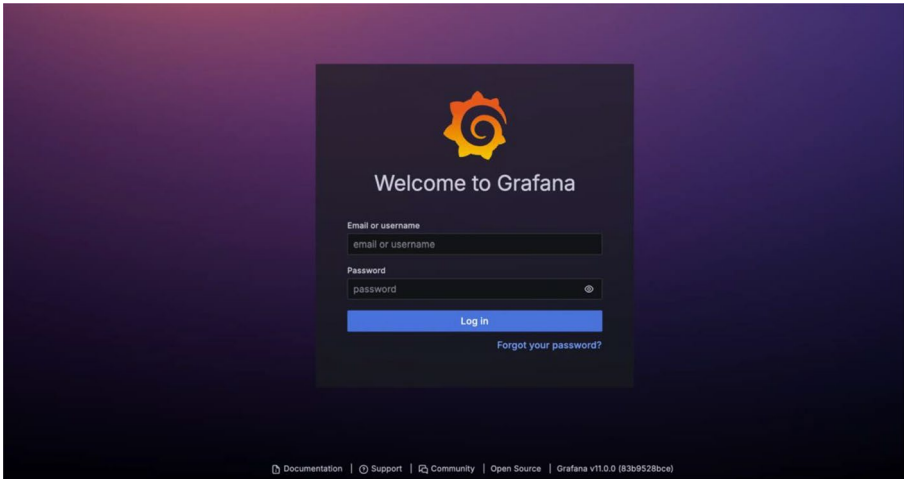 Welcome to Grafana
Email or username
email or username
Password
password
Log in
Forgot your password?
Documentation | Support | Community | Open Source | Grafana v11.0.0 (83b9528bce)